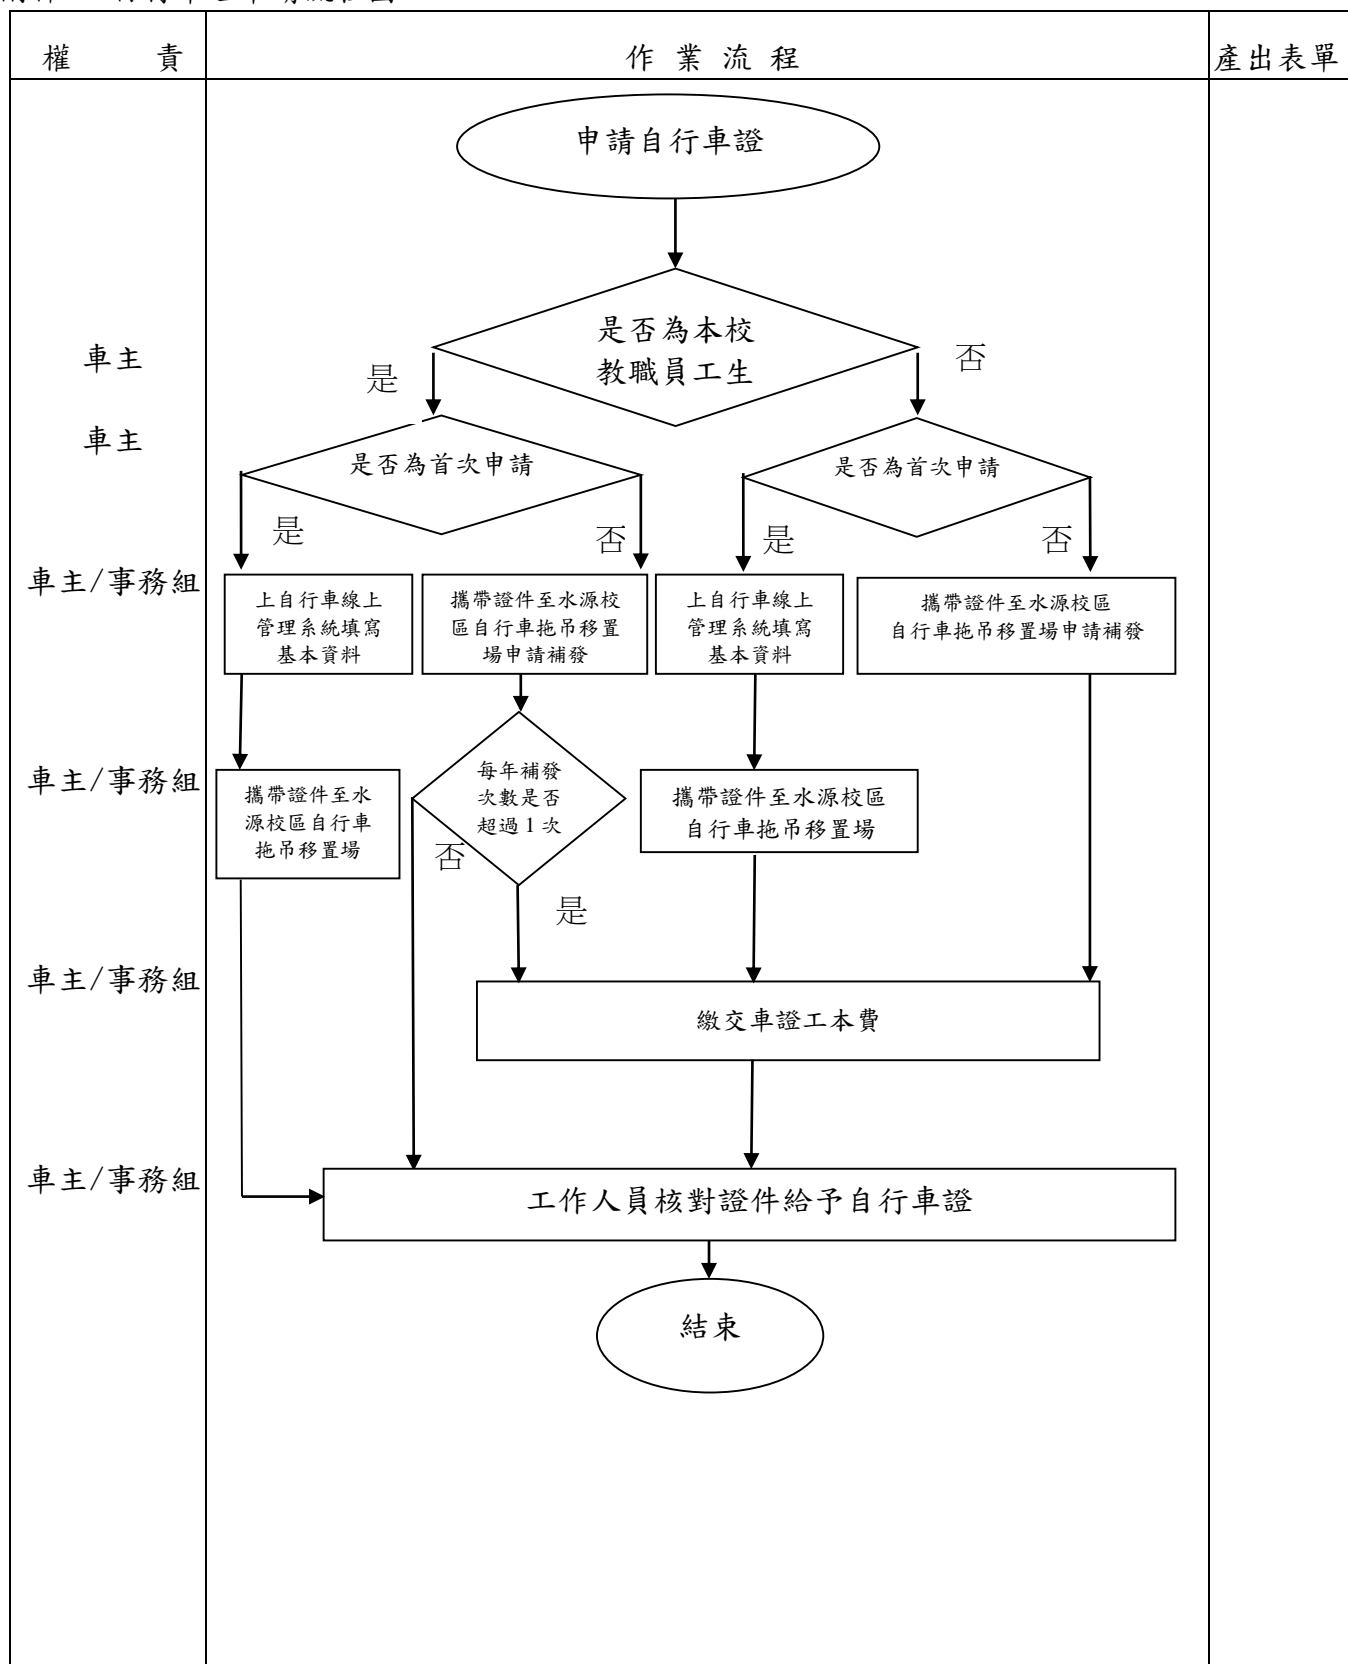 權 責
作 業 流 程
產出表單
申請自行車證
是否為本校
教職員工生
車主
是
否
車主
是否為首次申請
是否為首次申請
是
否
是
否
車主/事務組
上自行車線上
管理系統填寫
基本資料
攜帶證件至水源校
區自行車拖吊移置
場申請補發
上自行車線上
管理系統填寫
基本資料
攜帶證件至水源校區
自行車拖吊移置場申請補發
車主/事務組
攜帶證件至水
源校區自行車
拖吊移置場
每年補發
次數是否
超過1次
攜帶證件至水源校區
自行車拖吊移置場
否
是
車主/事務組
繳交車證工本費
車主/事務組
工作人員核對證件給予自行車證
結束